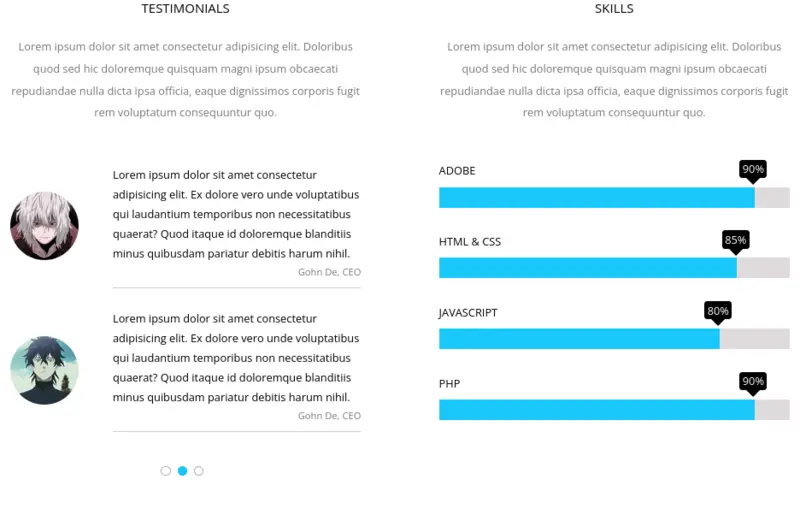 TESTIMONIALS
Lorem ipsum dolor sit amet consectetur adipisicing elit. Doloribus
quod sed hic doloremque quisquam magni ipsum obcaecati
repudiandae nulla dicta ipsa officia, eaque dignissimos corporis fugit
rem voluptatum consequuntur quo.
Lorem ipsum dolor sit amet consectetur
adipisicing elit. Ex dolore vero unde voluptatibus
qui laudantium temporibus non necessitatibus
quaerat? Quod itaque id doloremque blanditiis
minus quibusdam pariatur debitis harum nihil.
Gohn De, CEO
Lorem ipsum dolor sit amet consectetur
adipisicing elit. Ex dolore vero unde voluptatibus
qui laudantium temporibus non necessitatibus
quaerat? Quod itaque id doloremque blanditiis
minus quibusdam pariatur debitis harum nihil.
Gohn De, CEO
SKILLS
Lorem ipsum dolor sit amet consectetur adipisicing elit. Doloribus
quod sed hic doloremque quisquam magni ipsum obcaecati
repudiandae nulla dicta ipsa officia, eaque dignissimos corporis fugit
rem voluptatum consequuntur quo.
ADOBE
90%
HTML & CSS
85%
JAVASCRIPT
80%
PHP
90%